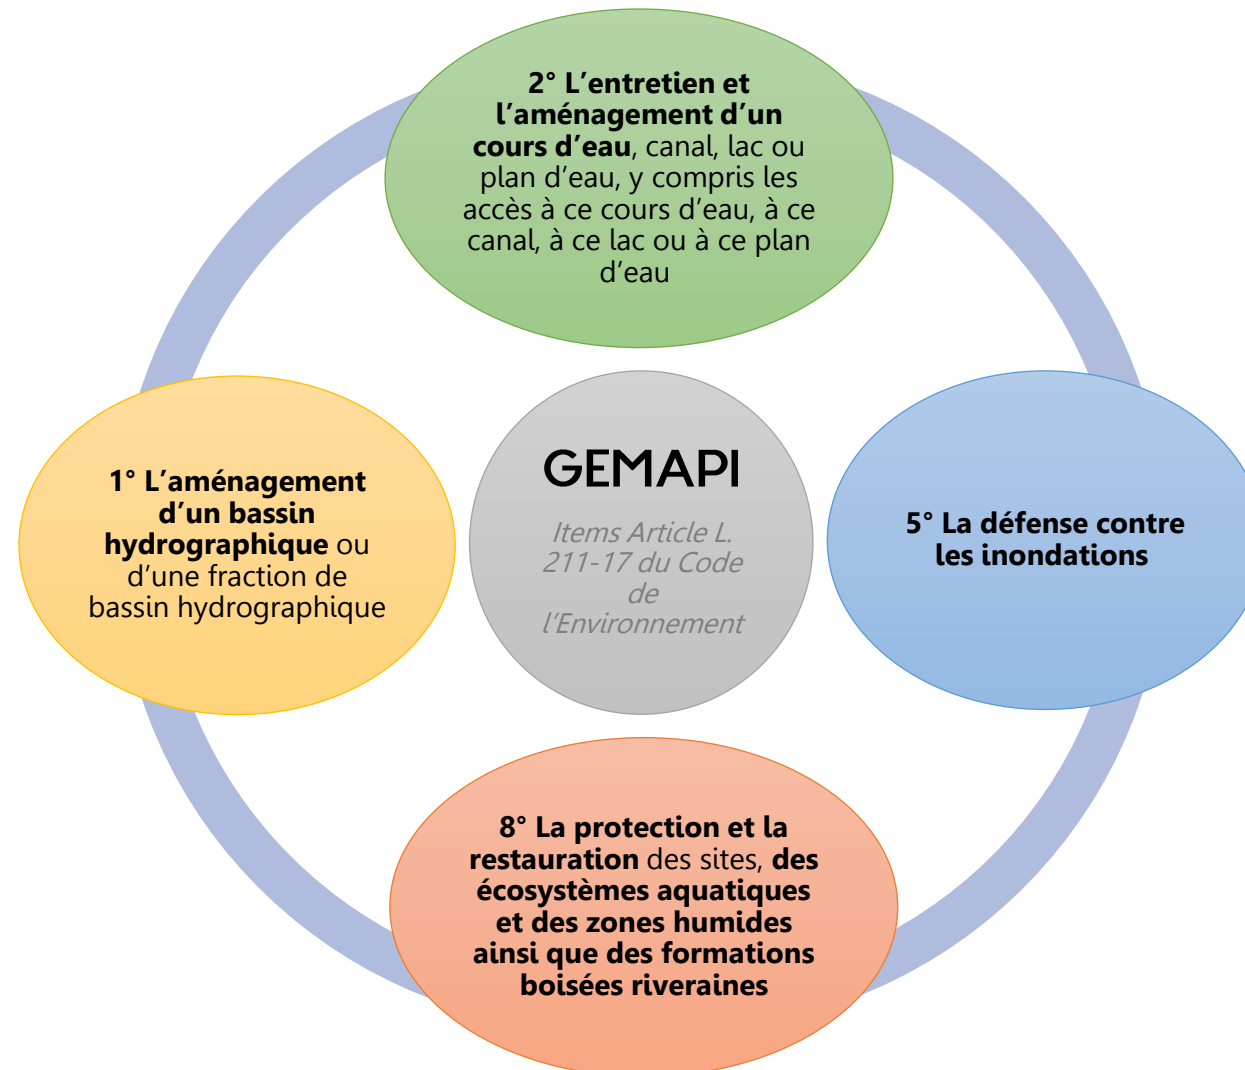 2° L'entretien et
l'aménagement d'un
cours d'eau, canal, lac ou
plan d'eau, y compris les
accès à ce cours d'eau, à ce
canal, à ce lac ou à ce plan
d'eau
1° L'aménagement
d'un bassin
hydrographique ou
d'une fraction de
bassin hydrographique
GEMAPI
Items Article L.
211-17 du Code
de
l'Environnement
5° La défense contre
les inondations
8° La protection et la
restauration des sites, des
écosystèmes aquatiques
et des zones humides
ainsi que des formations
boisées riveraines